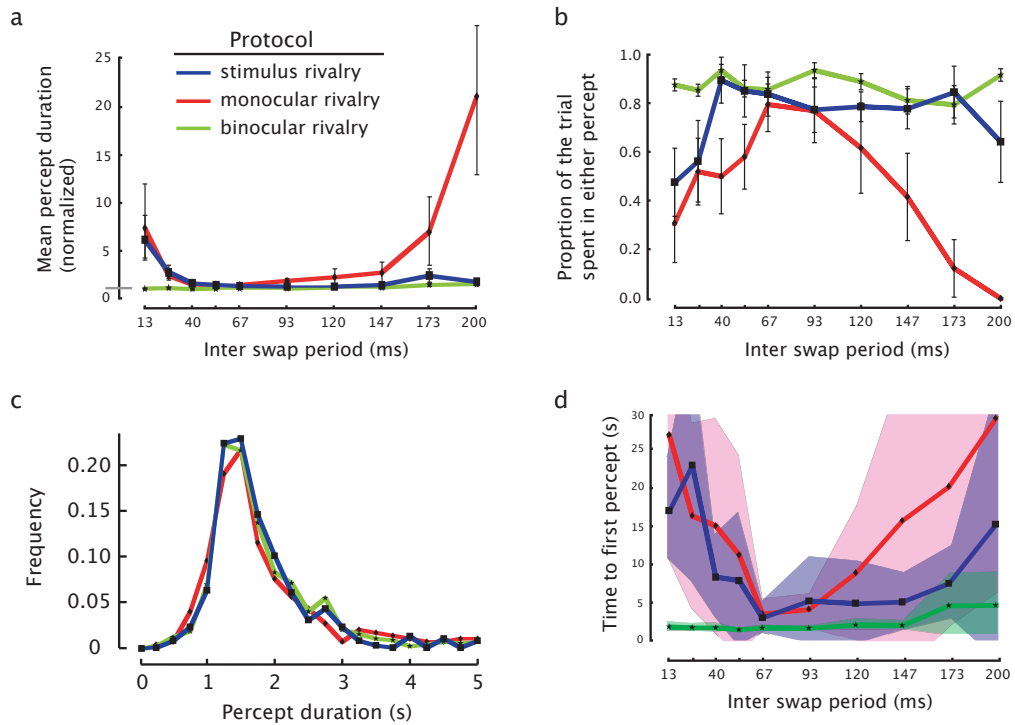 a
Mean percept duration
(normalized)
25
20
15
10
5
0
Protocol
stimulus rivalry
monocular rivalry
binocular rivalry
13 40 67 93 120 147 173 200
Inter swap period (ms)
b
Proprtion of the trial
spent in either percept
1.0
0.8
0.6
0.4
0.2
0.0
13 40 67 93 120 147 173 200
Inter swap period (ms)
c
Frequency
0.20
0.15
0.10
0.05
0
0 1 2 3 4 5
Percept duration (s)
d
Time to first percept (s)
30
25
20
15
10
5
0
13 40 67 93 120 147 173 200
Inter swap period (ms)